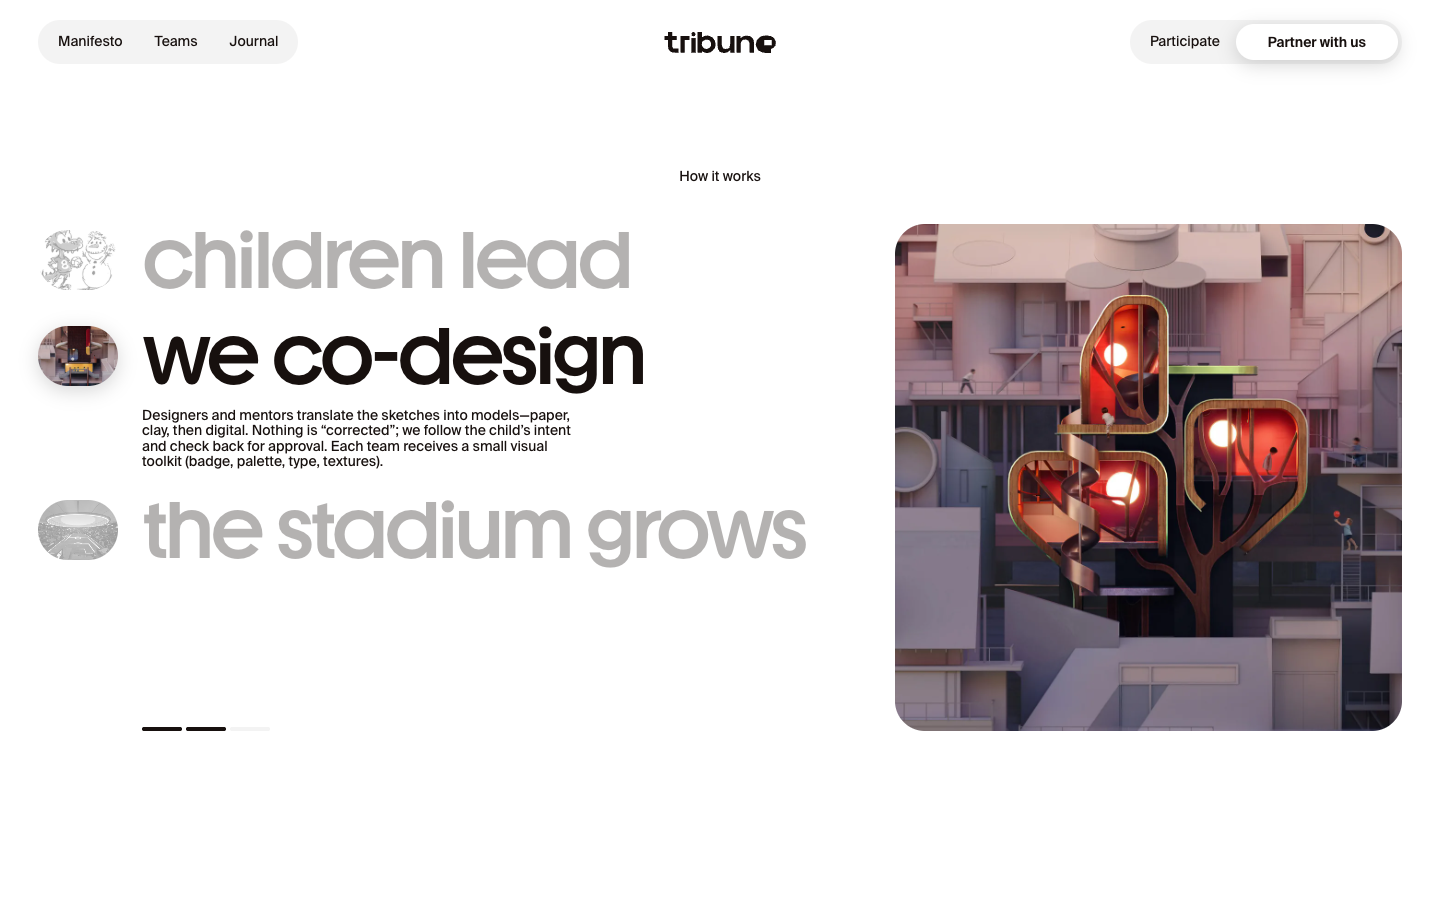 Manifesto
Teams
Journal
tribune
Participate
Partner with us
How it works
children lead
we co-design
Designers and mentors translate the sketches into models—paper,
clay, then digital. Nothing is “corrected”; we follow the child’s intent
and check back for approval. Each team receives a small visual
toolkit (badge, palette, type, textures).
the stadium grows